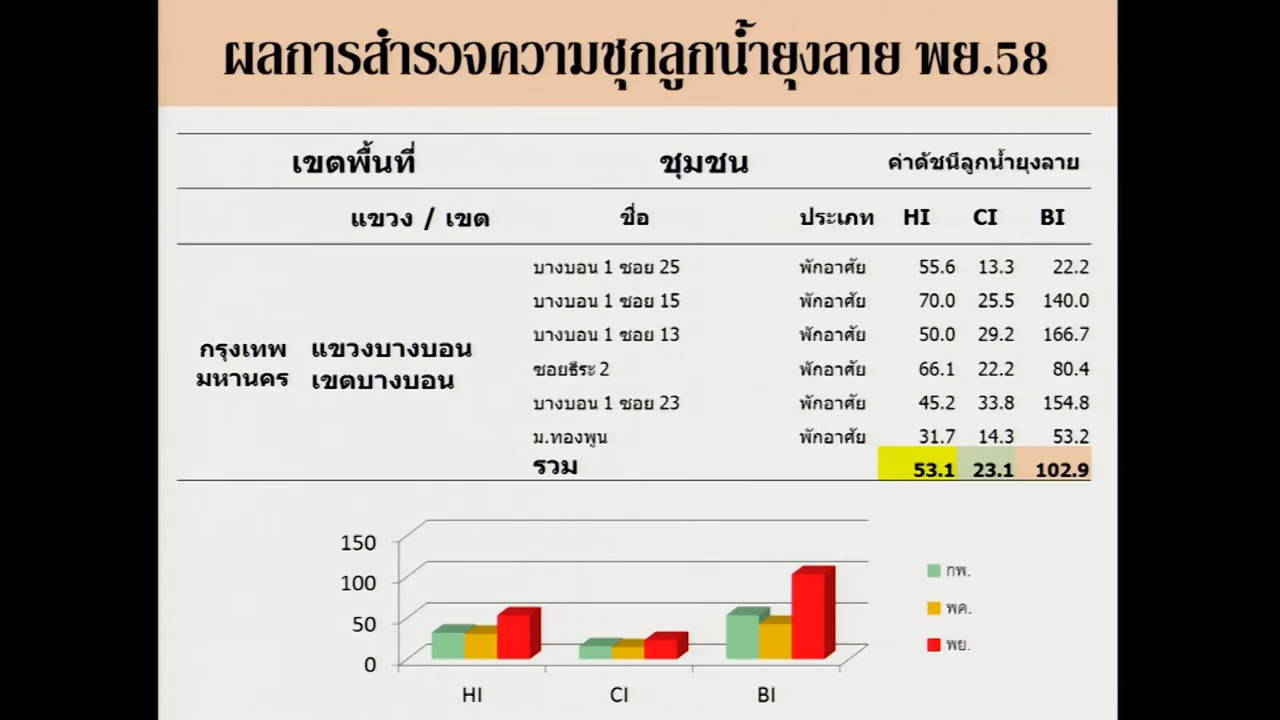 ผลการสำรวจความชุกลูกน้ำยุงลาย พย.58
เขตพื้นที่ ชุมชน ค่าดัชนีลูกน้ำยุงลาย
แขวง / เขต ชื่อ ประเภท HI CI BI
บางบอน 1 ซอย 25 พักอาศัย 55.6 13.3 22.2
บางบอน 1 ซอย 15 พักอาศัย 70.0 25.5 140.0
บางบอน 1 ซอย 13 พักอาศัย 50.0 29.2 166.7
กรุงเทพ แขวงบางบอน
มหานคร เขตบางบอน
ซอยธีระ 2 พักอาศัย 66.1 22.2 80.4
บางบอน 1 ซอย 23 พักอาศัย 45.2 33.8 154.8
ม.ทองพูน พักอาศัย 31.7 14.3 53.2
รวม 53.1 23.1 102.9
150
100
50
0
HI CI BI
กพ.
พค.
พย.